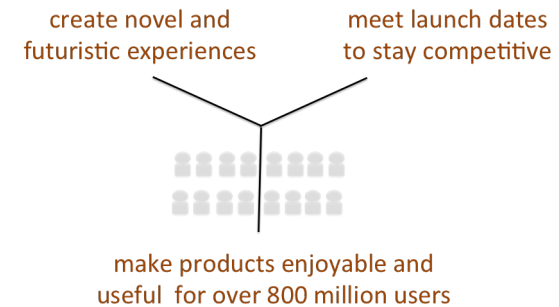 create novel and
futuristic experiences
meet launch dates
to stay competitive
make products enjoyable and
useful for over 800 million users